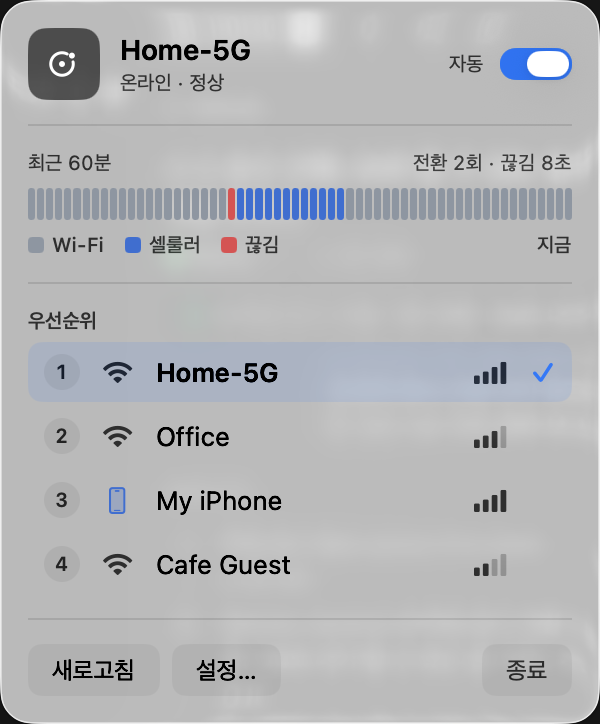 Home-5G
온라인 · 정상
자동
최근 60분
전환 2회 · 끊김 8초
Wi-Fi
셀룰러
끊김
지금
우선순위
1 Home-5G
2 Office
3 My iPhone
4 Cafe Guest
새로고침
설정...
종료